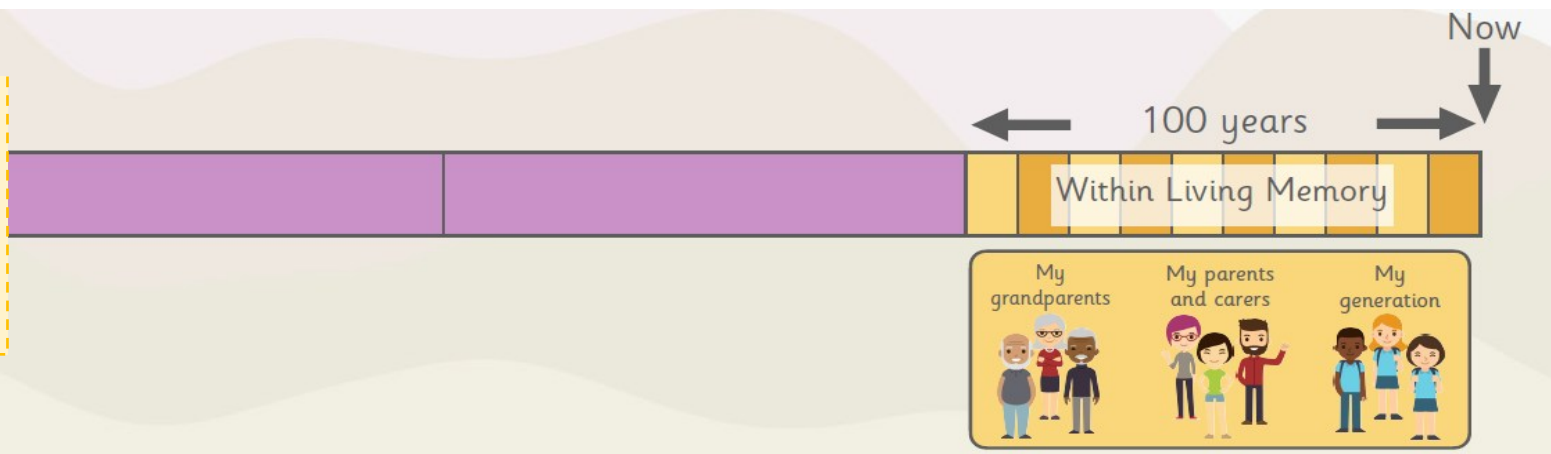 Now
100 years
Within Living Memory
My
grandparents
My parents
and carers
My
generation